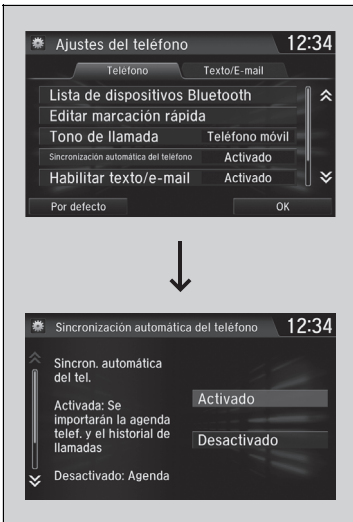 Ajustes del teléfono 12:34
Teléfono Texto/E-mail
Lista de dispositivos Bluetooth
Editar marcación rápida
Tono de llamada Teléfono móvil
Sincronización automática del teléfono Activado
Habilitar texto/e-mail Activado
Por defecto OK
Sincronización automática del teléfono 12:34
Sincron. automática
del tel.
Activado
Activada: Se
importarán la agenda
telef. y el historial de
llamadas
Desactivado
Desactivado: Agenda